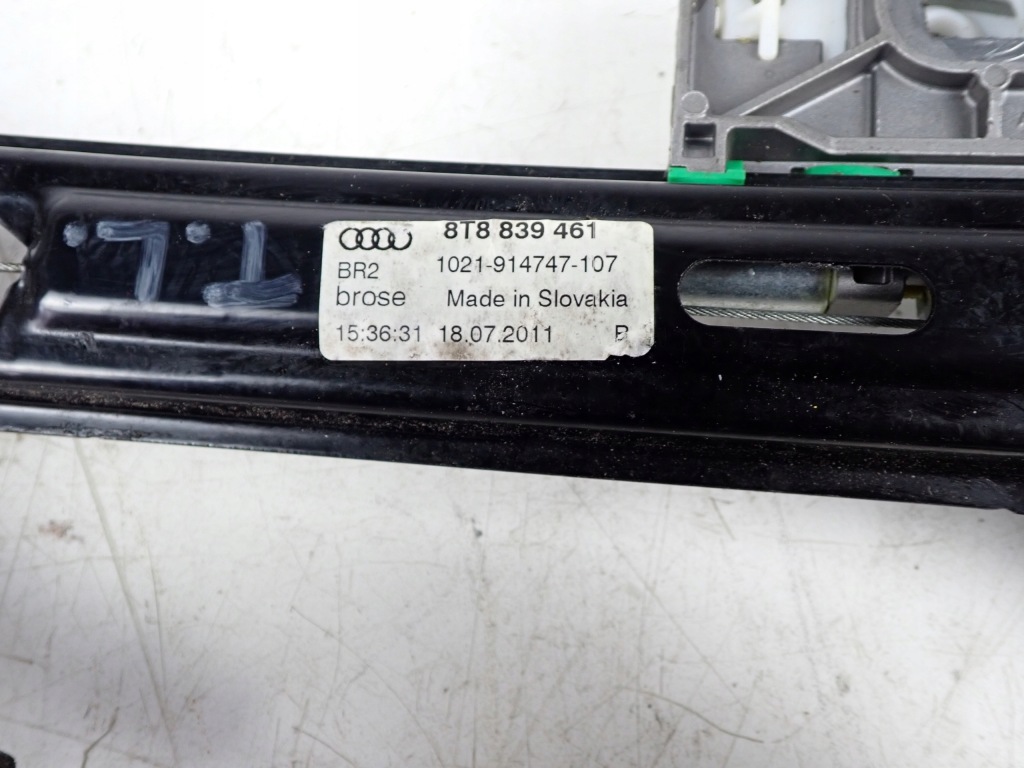 8T8 839 461
BR2 1021-914747-107
brose Made in Slovakia
15:36:31 18.07.2011